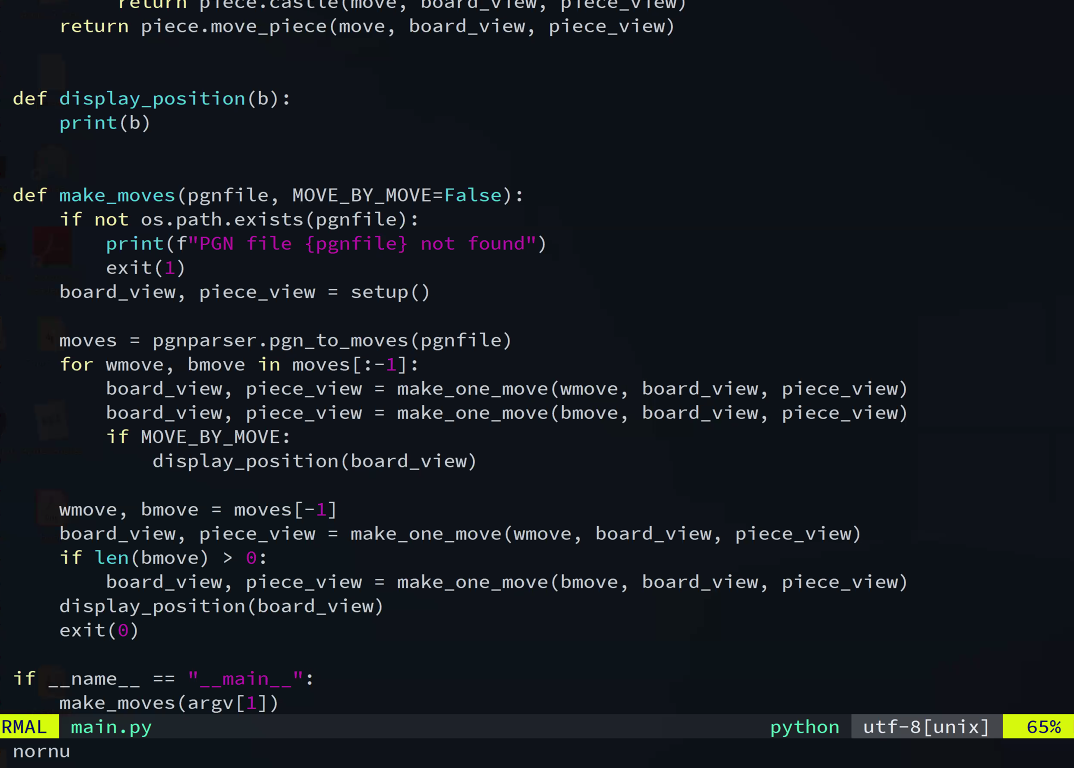 return piece.castle(move, board_view, piece_view)
return piece.move_piece(move, board_view, piece_view)
def display_position(b):
print(b)
def make_moves(pgnfile, MOVE_BY_MOVE=False):
if not os.path.exists(pgnfile):
print(f"PGN file {pgnfile} not found")
exit(1)
board_view, piece_view = setup()
moves = pgnparser.pgn_to_moves(pgnfile)
for wmove, bmove in moves[:-1]:
board_view, piece_view = make_one_move(wmove, board_view, piece_view)
board_view, piece_view = make_one_move(bmove, board_view, piece_view)
if MOVE_BY_MOVE:
display_position(board_view)
wmove, bmove = moves[-1]
board_view, piece_view = make_one_move(wmove, board_view, piece_view)
if len(bmove) > 0:
board_view, piece_view = make_one_move(bmove, board_view, piece_view)
display_position(board_view)
exit(0)
if __name__ == "__main__":
make_moves(argv[1])
RMAL main.py python utf-8[unix] 65%
nornu